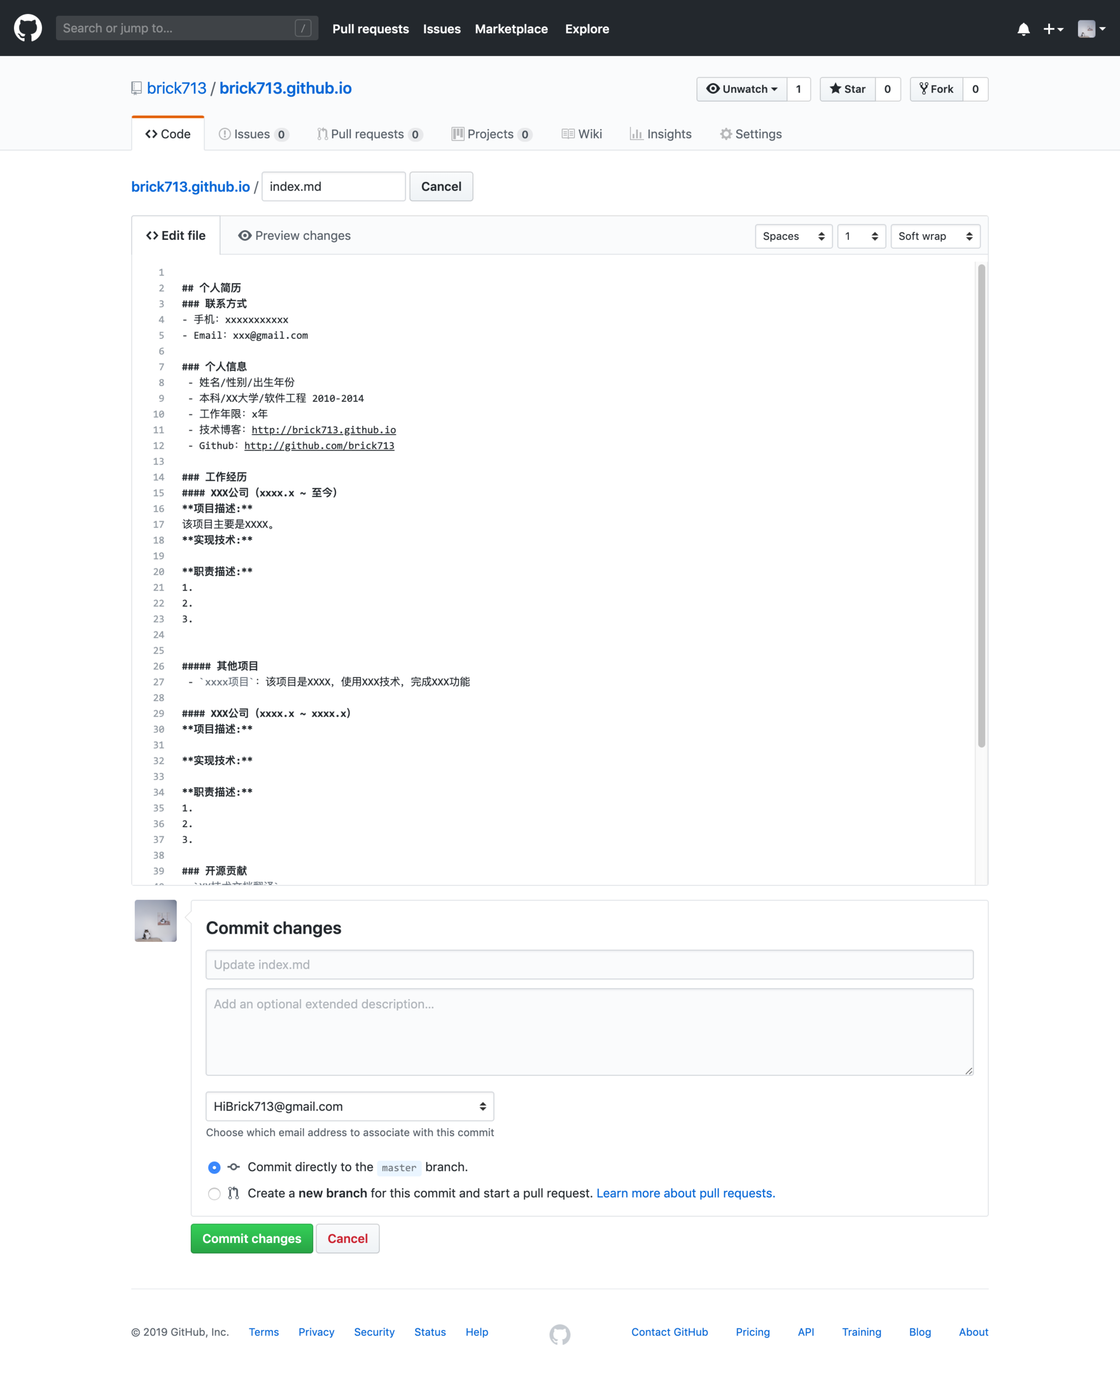 Search or jump to... /
Pull requests Issues Marketplace Explore
brick713 / brick713.github.io
Unwatch 1 Star 0 Fork 0
Code Issues 0 Pull requests 0 Projects 0 Wiki Insights Settings
brick713.github.io / index.md Cancel
Edit file Preview changes Spaces 1 Soft wrap
1
2 ## 个人简历
3 ### 联系方式
4 - 手机：xxxxxxxxxxx
5 - Email：xxx@gmail.com
6
7 ### 个人信息
8 - 姓名/性别/出生年份
9 - 本科/XX大学/软件工程 2010-2014
10 - 工作年限：x年
11 - 技术博客：http://brick713.github.io
12 - Github：http://github.com/brick713
13
14 ### 工作经历
15 #### XXX公司（xxxx.x ~ 至今）
16 **项目描述:**
17 该项目主要是XXXX。
18 **实现技术:**
19
20 **职责描述:**
21 1.
22 2.
23 3.
24
25
26 ##### 其他项目
27 - `xxxx项目`：该项目是XXXX，使用XXX技术，完成XXX功能
28
29 #### XXX公司（xxxx.x ~ xxxx.x）
30 **项目描述:**
31
32 **实现技术:**
33
34 **职责描述:**
35 1.
36 2.
37 3.
38
39 ### 开源贡献
Commit changes
Update index.md
Add an optional extended description...
HiBrick713@gmail.com
Choose which email address to associate with this commit
Commit directly to the master branch.
Create a new branch for this commit and start a pull request. Learn more about pull requests.
Commit changes Cancel
© 2019 GitHub, Inc. Terms Privacy Security Status Help Contact GitHub Pricing API Training Blog About